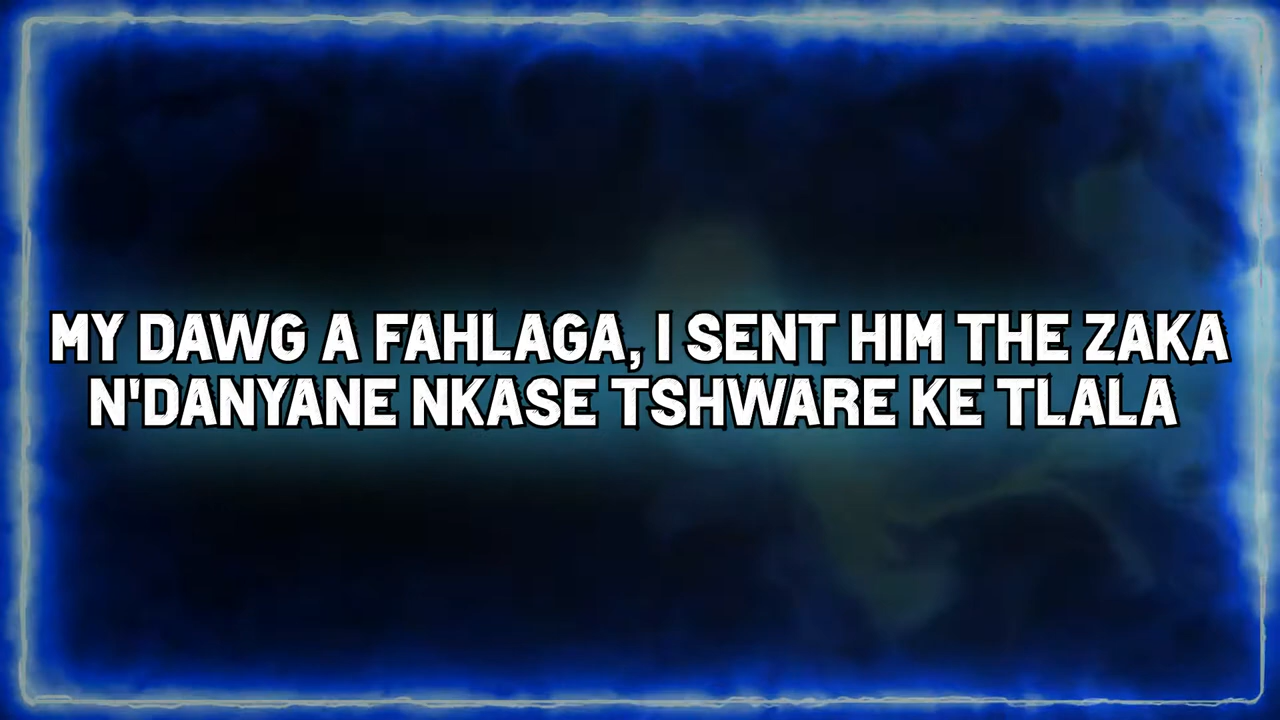 MY DAWG A FAHLAGA, I SENT HIM THE ZAKA
N'DANYANE NKASE TSHWARE KE TLALA